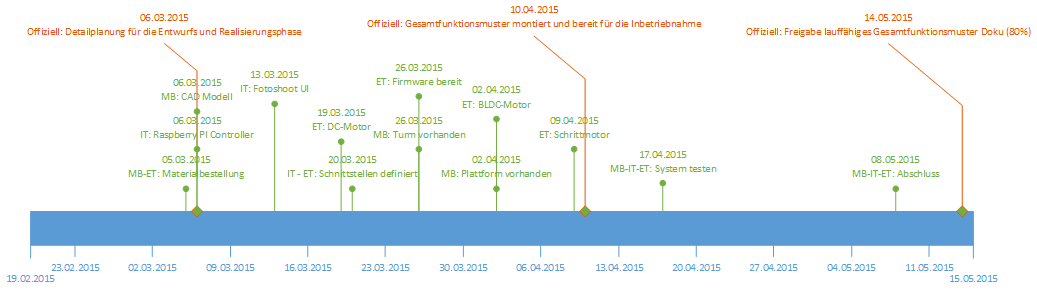 06.03.2015
Offiziell: Detailplanung für die Entwurfs und Realisierungsphase
10.04.2015
Offiziell: Gesamtfunktionsmuster montiert und bereit für die Inbetriebnahme
14.05.2015
Offiziell: Freigabe lauffähiges Gesamtfunktionsmuster Doku (80%)
06.03.2015
MB: CAD Modell
13.03.2015
IT: Fotoshoot UI
26.03.2015
ET: Firmware bereit
02.04.2015
ET: BLDC-Motor
06.03.2015
IT: Raspberry PI Controller
19.03.2015
ET: DC-Motor
26.03.2015
MB: Turm vorhanden
09.04.2015
ET: Schrittmotor
05.03.2015
MB-ET: Materialbestellung
20.03.2015
IT - ET: Schnittstellen definiert
02.04.2015
MB: Plattform vorhanden
17.04.2015
MB-IT-ET: System testen
08.05.2015
MB-IT-ET: Abschluss
23.02.2015
02.03.2015
09.03.2015
16.03.2015
23.03.2015
30.03.2015
06.04.2015
13.04.2015
20.04.2015
27.04.2015
04.05.2015
11.05.2015
19.02.2015
15.05.2015